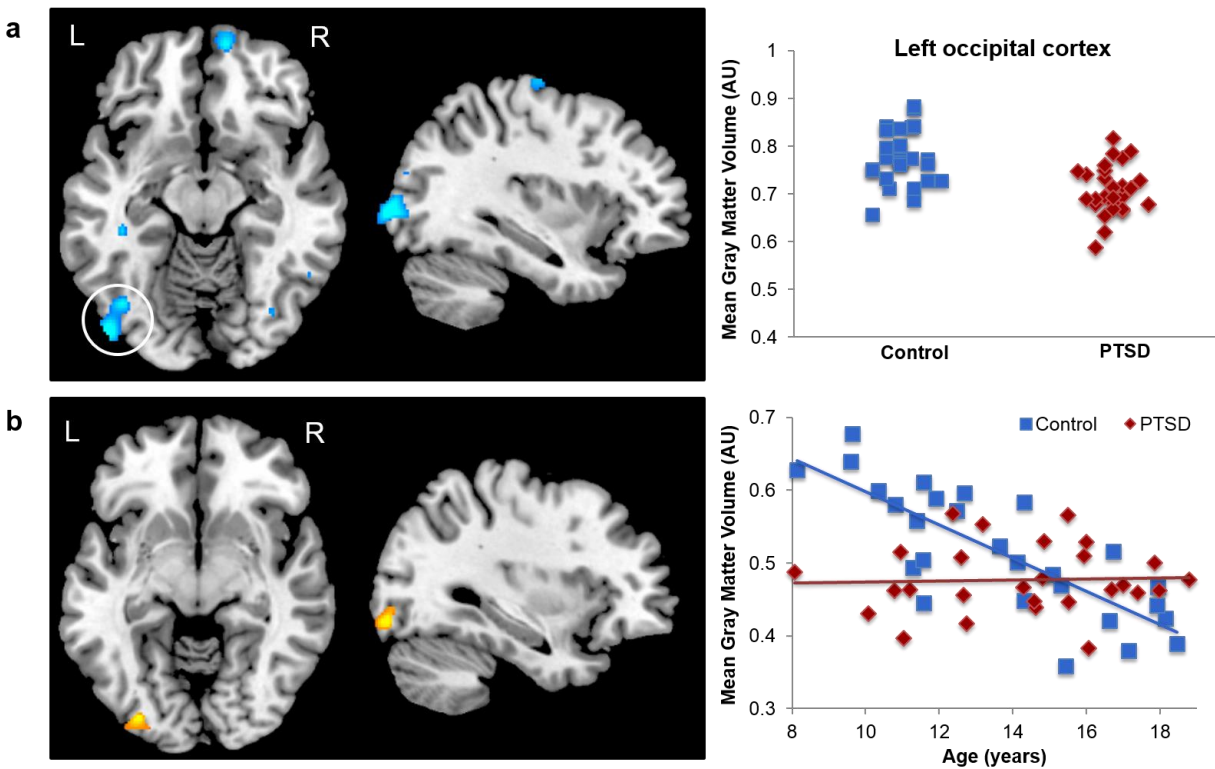 a
L
R
Left occipital cortex
Mean Gray Matter Volume (AU)
1
0.9
0.8
0.7
0.6
0.5
0.4
Control
PTSD
b
L
R
Control
PTSD
Mean Gray Matter Volume (AU)
0.7
0.6
0.5
0.4
0.3
8
10
12
14
16
18
Age (years)